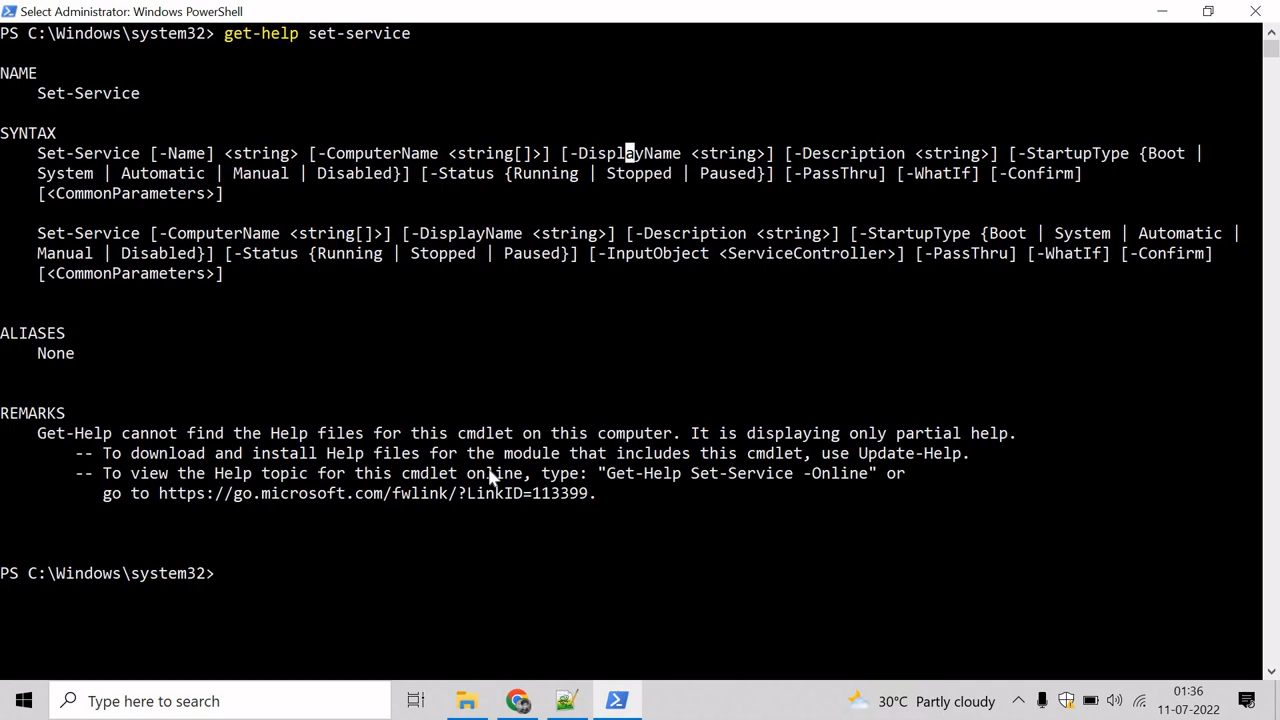 Select Administrator: Windows PowerShell
PS C:\Windows\system32> get-help set-service
NAME
Set-Service
SYNTAX
Set-Service [-Name] <string> [-ComputerName <string[]>] [-DisplayName <string>] [-Description <string>] [-StartupType {Boot |
System | Automatic | Manual | Disabled}] [-Status {Running | Stopped | Paused}] [-PassThru] [-WhatIf] [-Confirm]
[<CommonParameters>]
Set-Service [-ComputerName <string[]>] [-DisplayName <string>] [-Description <string>] [-StartupType {Boot | System | Automatic |
Manual | Disabled}] [-Status {Running | Stopped | Paused}] [-InputObject <ServiceController>] [-PassThru] [-WhatIf] [-Confirm]
[<CommonParameters>]
ALIASES
None
REMARKS
Get-Help cannot find the Help files for this cmdlet on this computer. It is displaying only partial help.
-- To download and install Help files for the module that includes this cmdlet, use Update-Help.
-- To view the Help topic for this cmdlet online, type: "Get-Help Set-Service -Online" or
go to https://go.microsoft.com/fwlink/?LinkID=113399.
PS C:\Windows\system32>
Type here to search
30°C Partly cloudy
01:36
11-07-2022